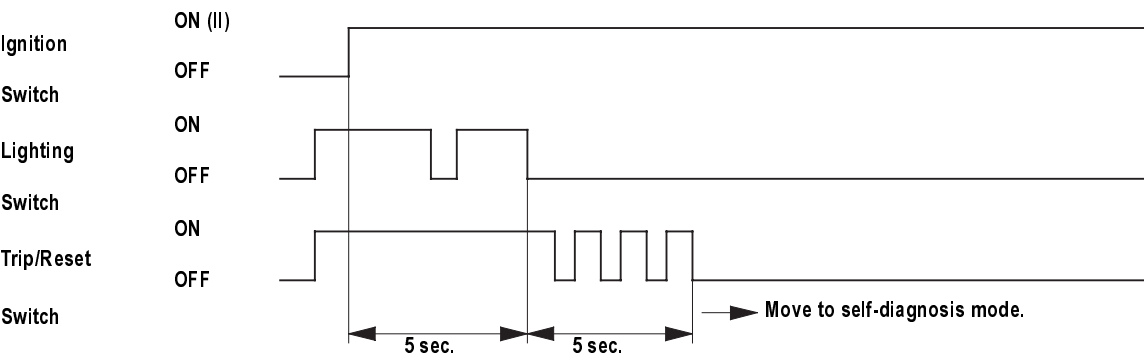 ON (II)
Ignition
OFF
Switch
ON
Lighting
OFF
Switch
ON
Trip/Reset
OFF
Switch
Move to self-diagnosis mode.
5 sec.
5 sec.